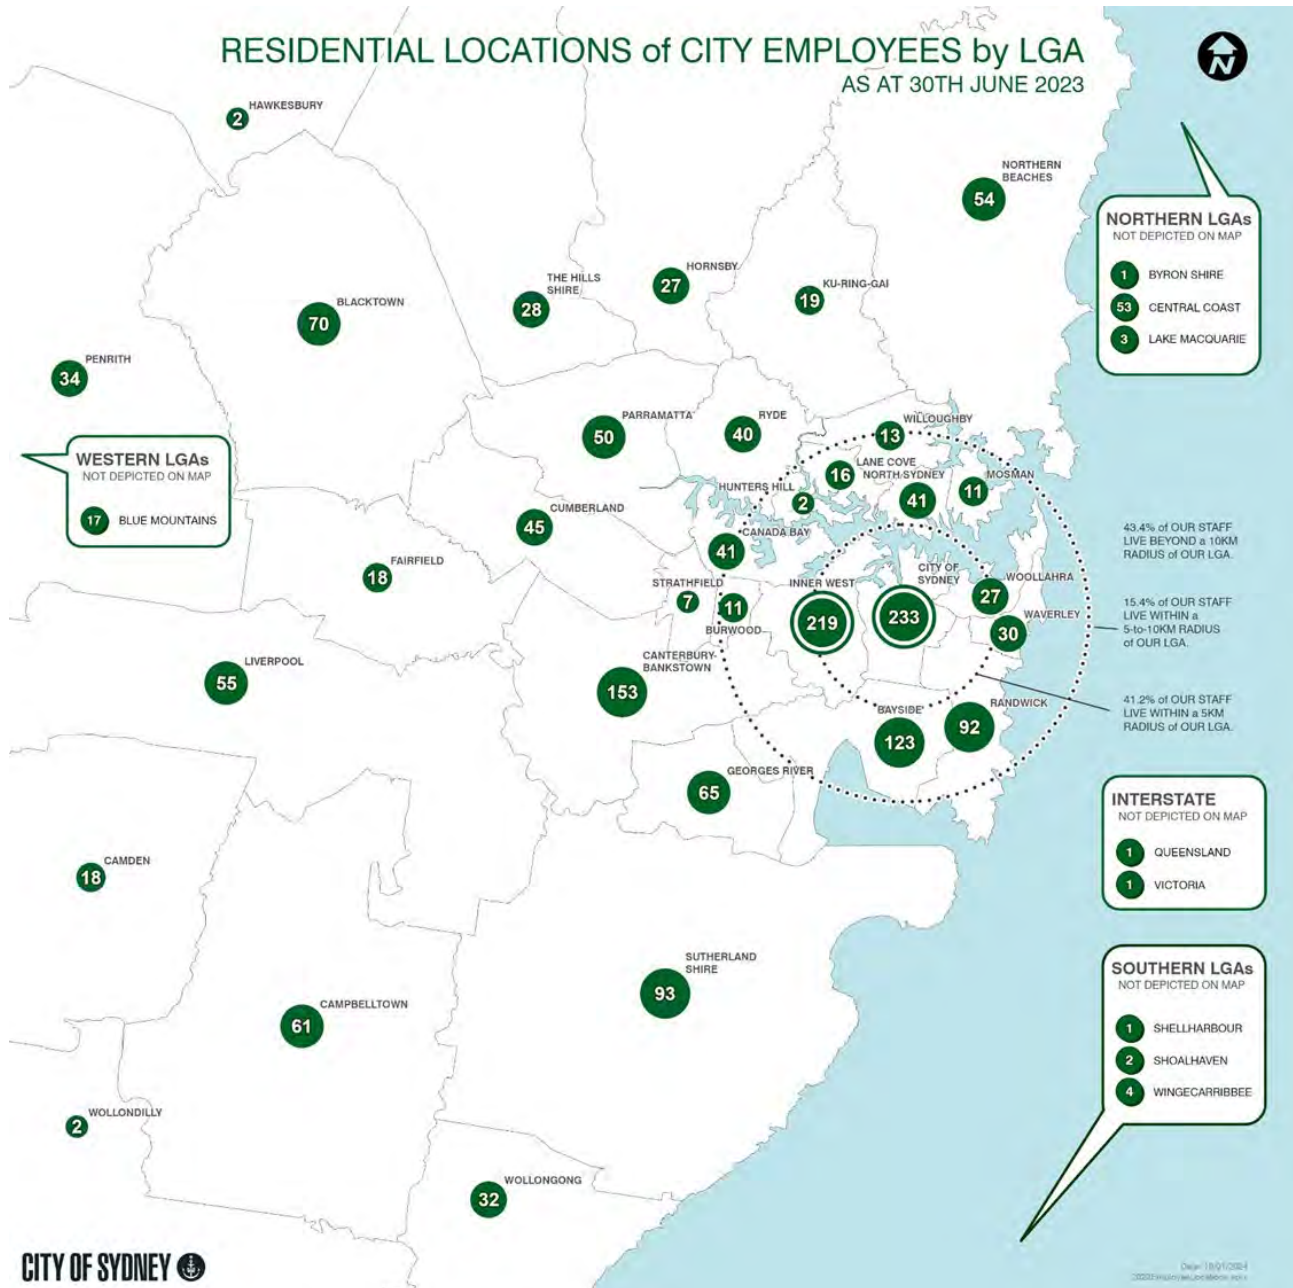 RESIDENTIAL LOCATIONS of CITY EMPLOYEES by LGA
AS AT 30TH JUNE 2023
N
HAWKESBURY
2
NORTHERN
BEACHES
54
NORTHERN LGAs
NOT DEPICTED ON MAP
1 BYRON SHIRE
53 CENTRAL COAST
3 LAKE MACQUARIE
HORNSBY
27
THE HILLS
SHIRE
28
KU-RING-GAI
19
BLACKTOWN
70
PENRITH
34
PARRAMATTA
50
RYDE
40
WILLOUGHBY
13
WESTERN LGAs
NOT DEPICTED ON MAP
17 BLUE MOUNTAINS
LANE COVE
16
NORTH SYDNEY
41
MOSMAN
11
HUNTERS HILL
2
CUMBERLAND
45
CANADA BAY
41
43.4% of OUR STAFF
LIVE BEYOND a 10KM
RADIUS of OUR LGA.
FAIRFIELD
18
STRATHFIELD
7
11
BURWOOD
INNER WEST
219
CITY OF
SYDNEY
233
WOOLLAHRA
27
WAVERLEY
30
15.4% of OUR STAFF
LIVE WITHIN a
5-to-10KM RADIUS
of OUR LGA.
LIVERPOOL
55
CANTERBURY-
BANKSTOWN
153
41.2% of OUR STAFF
LIVE WITHIN a 5KM
RADIUS of OUR LGA.
BAYSIDE
123
RANDWICK
92
GEORGES RIVER
65
INTERSTATE
NOT DEPICTED ON MAP
1 QUEENSLAND
1 VICTORIA
CAMDEN
18
SUTHERLAND
SHIRE
93
CAMPBELLTOWN
61
SOUTHERN LGAs
NOT DEPICTED ON MAP
1 SHELLHARBOUR
2 SHOALHAVEN
4 WINGECARRIBBEE
WOLLONDILLY
2
WOLLONGONG
32
CITY OF SYDNEY